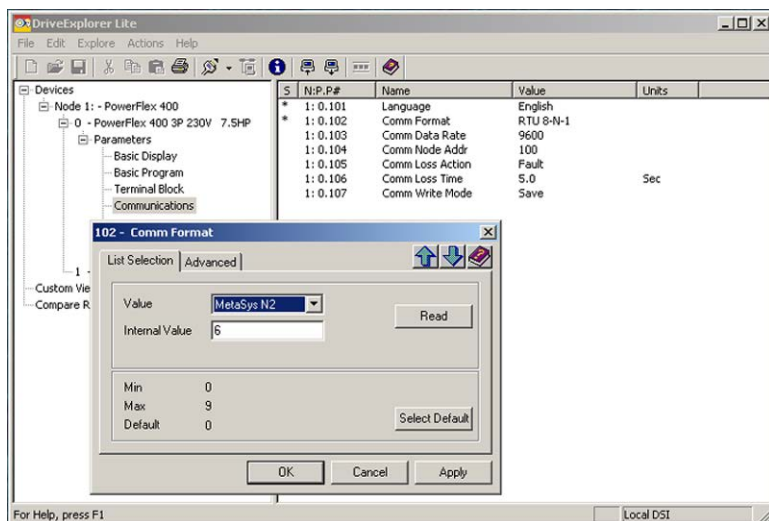 DriveExplorer Lite
File Edit Explore Actions Help
Devices
Node 1: - PowerFlex 400
0 - PowerFlex 400 3P 230V 7.5HP
Parameters
Basic Display
Basic Program
Terminal Block
Communications
1 -
Custom Vie
Compare R
S N:P.P# Name Value Units
* 1: 0.101 Language English
* 1: 0.102 Comm Format RTU 8-N-1
1: 0.103 Comm Data Rate 9600
1: 0.104 Comm Node Addr 100
1: 0.105 Comm Loss Action Fault
1: 0.106 Comm Loss Time 5.0 Sec
1: 0.107 Comm Write Mode Save
102 - Comm Format
List Selection Advanced
Value MetaSys N2
Read
Internal Value 6
Min 0
Max 9
Default 0
Select Default
OK Cancel Apply
For Help, press F1 Local DSI